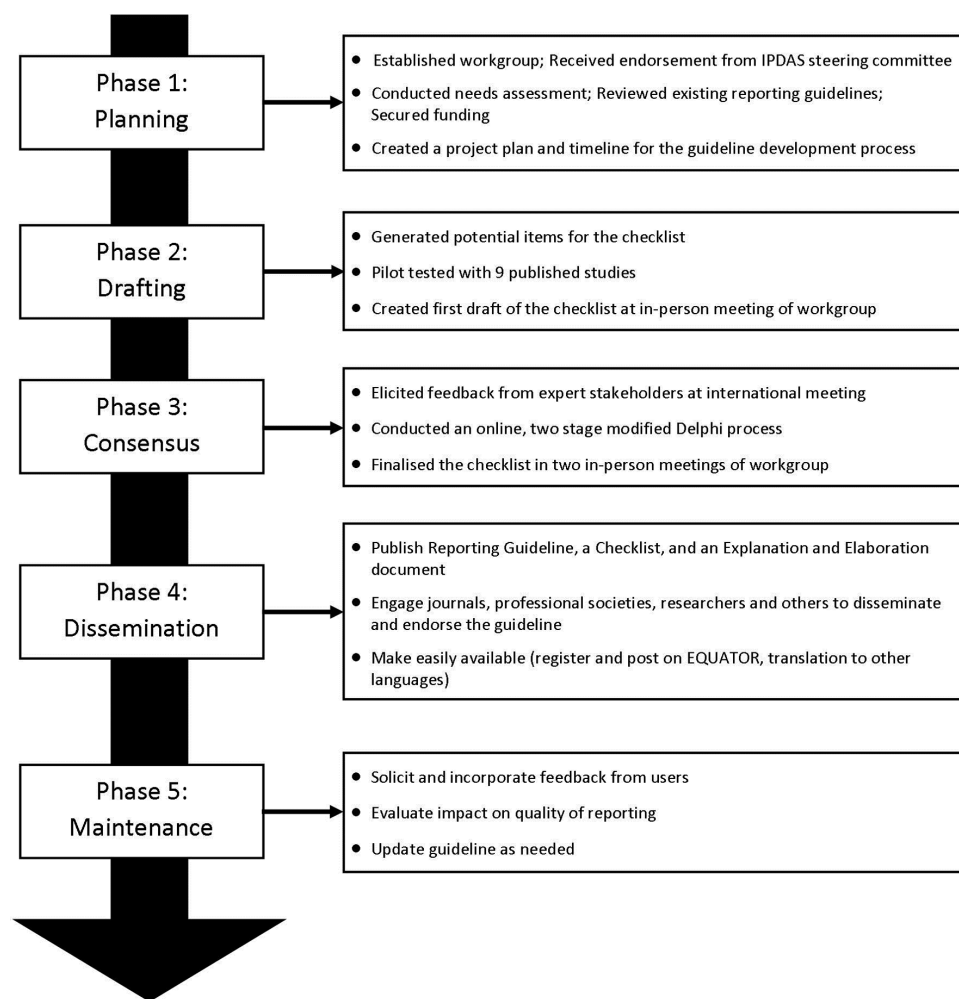 Phase 1:
Planning
● Established workgroup; Received endorsement from IPDAS steering committee
● Conducted needs assessment; Reviewed existing reporting guidelines;
Secured funding
● Created a project plan and timeline for the guideline development process
Phase 2:
Drafting
● Generated potential items for the checklist
● Pilot tested with 9 published studies
● Created first draft of the checklist at in-person meeting of workgroup
Phase 3:
Consensus
● Elicited feedback from expert stakeholders at international meeting
● Conducted an online, two stage modified Delphi process
● Finalised the checklist in two in-person meetings of workgroup
Phase 4:
Dissemination
● Publish Reporting Guideline, a Checklist, and an Explanation and Elaboration
document
● Engage journals, professional societies, researchers and others to disseminate
and endorse the guideline
● Make easily available (register and post on EQUATOR, translation to other
languages)
Phase 5:
Maintenance
● Solicit and incorporate feedback from users
● Evaluate impact on quality of reporting
● Update guideline as needed